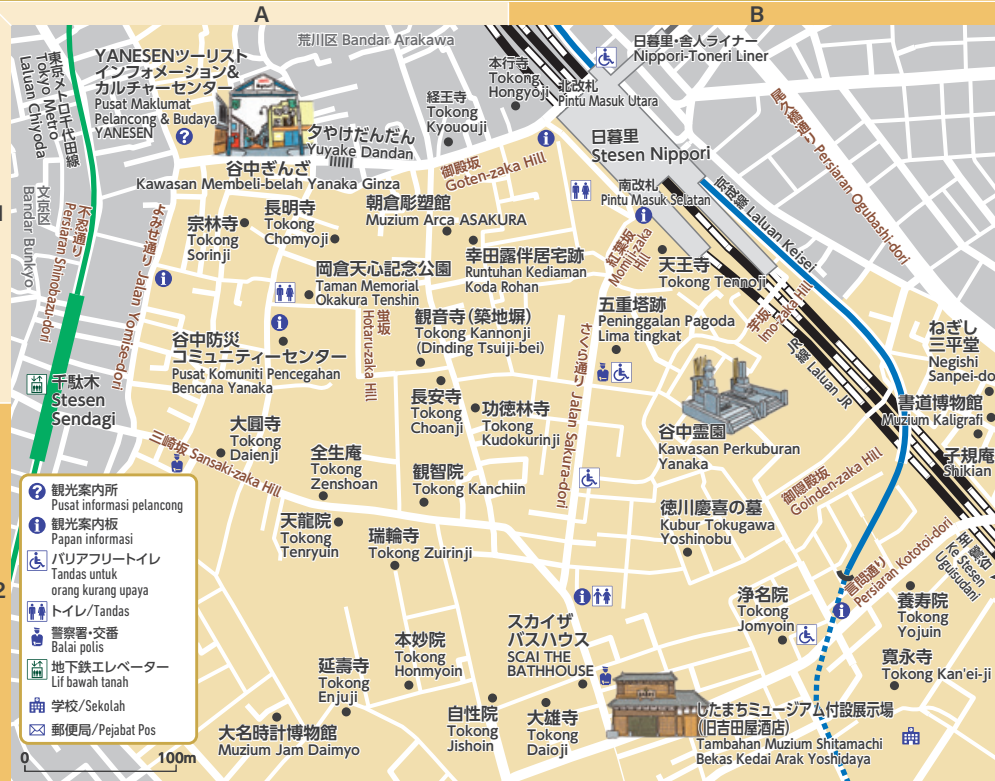 A
B
1
2
荒川区 Bandar Arakawa
東京メトロ千代田線
Tokyo Metro
Laluan Chiyoda
文京区
Bandar Bunkyo
不忍通り
Persiaran Shinobazu-dori
YANESENツーリスト
インフォメーション&
カルチャーセンター
Pusat Maklumat
Pelancong & Budaya
YANESEN
夕やけだんだん
Yuyake Dandan
谷中ぎんざ
Kawasan Membeli-belah Yanaka Ginza
経王寺
Tokong
Kyououji
本行寺
Tokong
Hongyoji
北改札
Pintu Masuk Utara
日暮里・舎人ライナー
Nippori-Toneri Liner
日暮里
Stesen Nippori
南改札
Pintu Masuk Selatan
尾久橋通り Persiaran Ogubashi-dori
京成線 Laluan Keisei
御殿坂
Goten-zaka Hill
よみせ通り Jalan Yomise-dori
宗林寺
Tokong
Sorinji
長明寺
Tokong
Chomyoji
朝倉彫塑館
Muzium Arca ASAKURA
幸田露伴居宅跡
Runtuhan Kediaman
Koda Rohan
紅葉坂
Momiji-zaka
Hill
天王寺
Tokong Tennoji
岡倉天心記念公園
Taman Memorial
Okakura Tenshin
蛍坂
Hotaru-zaka Hill
観音寺(築地塀)
Tokong Kannonji
(Dinding Tsuiji-bei)
五重塔跡
Peninggalan Pagoda
Lima tingkat
芋坂
Imo-zaka Hill
JR線 Laluan JR
谷中防災
コミュニティーセンター
Pusat Komuniti Pencegahan
Bencana Yanaka
さくら通り Jalan Sakura-dori
ねぎし
三平堂
Negishi
Sanpei-do
千駄木
Stesen
Sendagi
長安寺
Tokong
Choanji
功徳林寺
Tokong
Kudokurinji
谷中霊園
Kawasan Perkuburan
Yanaka
書道博物館
Muzium Kaligrafi
子規庵
Shikian
三崎坂 Sansaki-zaka Hill
大圓寺
Tokong
Daienji
全生庵
Tokong
Zenshoan
観智院
Tokong Kanchiin
御隠殿坂
Goinden-zaka Hill
徳川慶喜の墓
Kubur Tokugawa
Yoshinobu
天龍院
Tokong
Tenryuin
瑞輪寺
Tokong Zuirinji
至 鶯谷
Ke Stesen
Uguisudani
言問通り
Persiaran Kototoi-dori
浄名院
Tokong
Jomyoin
養寿院
Tokong
Yojuin
寛永寺
Tokong Kan'ei-ji
スカイザ
バスハウス
SCAI THE
BATHHOUSE
本妙院
Tokong
Honmyoin
延壽寺
Tokong
Enjuji
大名時計博物館
Muzium Jam Daimyo
自性院
Tokong
Jishoin
大雄寺
Tokong
Daioji
したまちミュージアム付設展示場
(旧吉田屋酒店)
Tambahan Muzium Shitamachi
Bekas Kedai Arak Yoshidaya
観光案内所
Pusat informasi pelancong
観光案内板
Papan informasi
バリアフリートイレ
Tandas untuk
orang kurang upaya
トイレ/Tandas
警察署・交番
Balai polis
地下鉄エレベーター
Lif bawah tanah
学校/Sekolah
郵便局/Pejabat Pos
0
100m